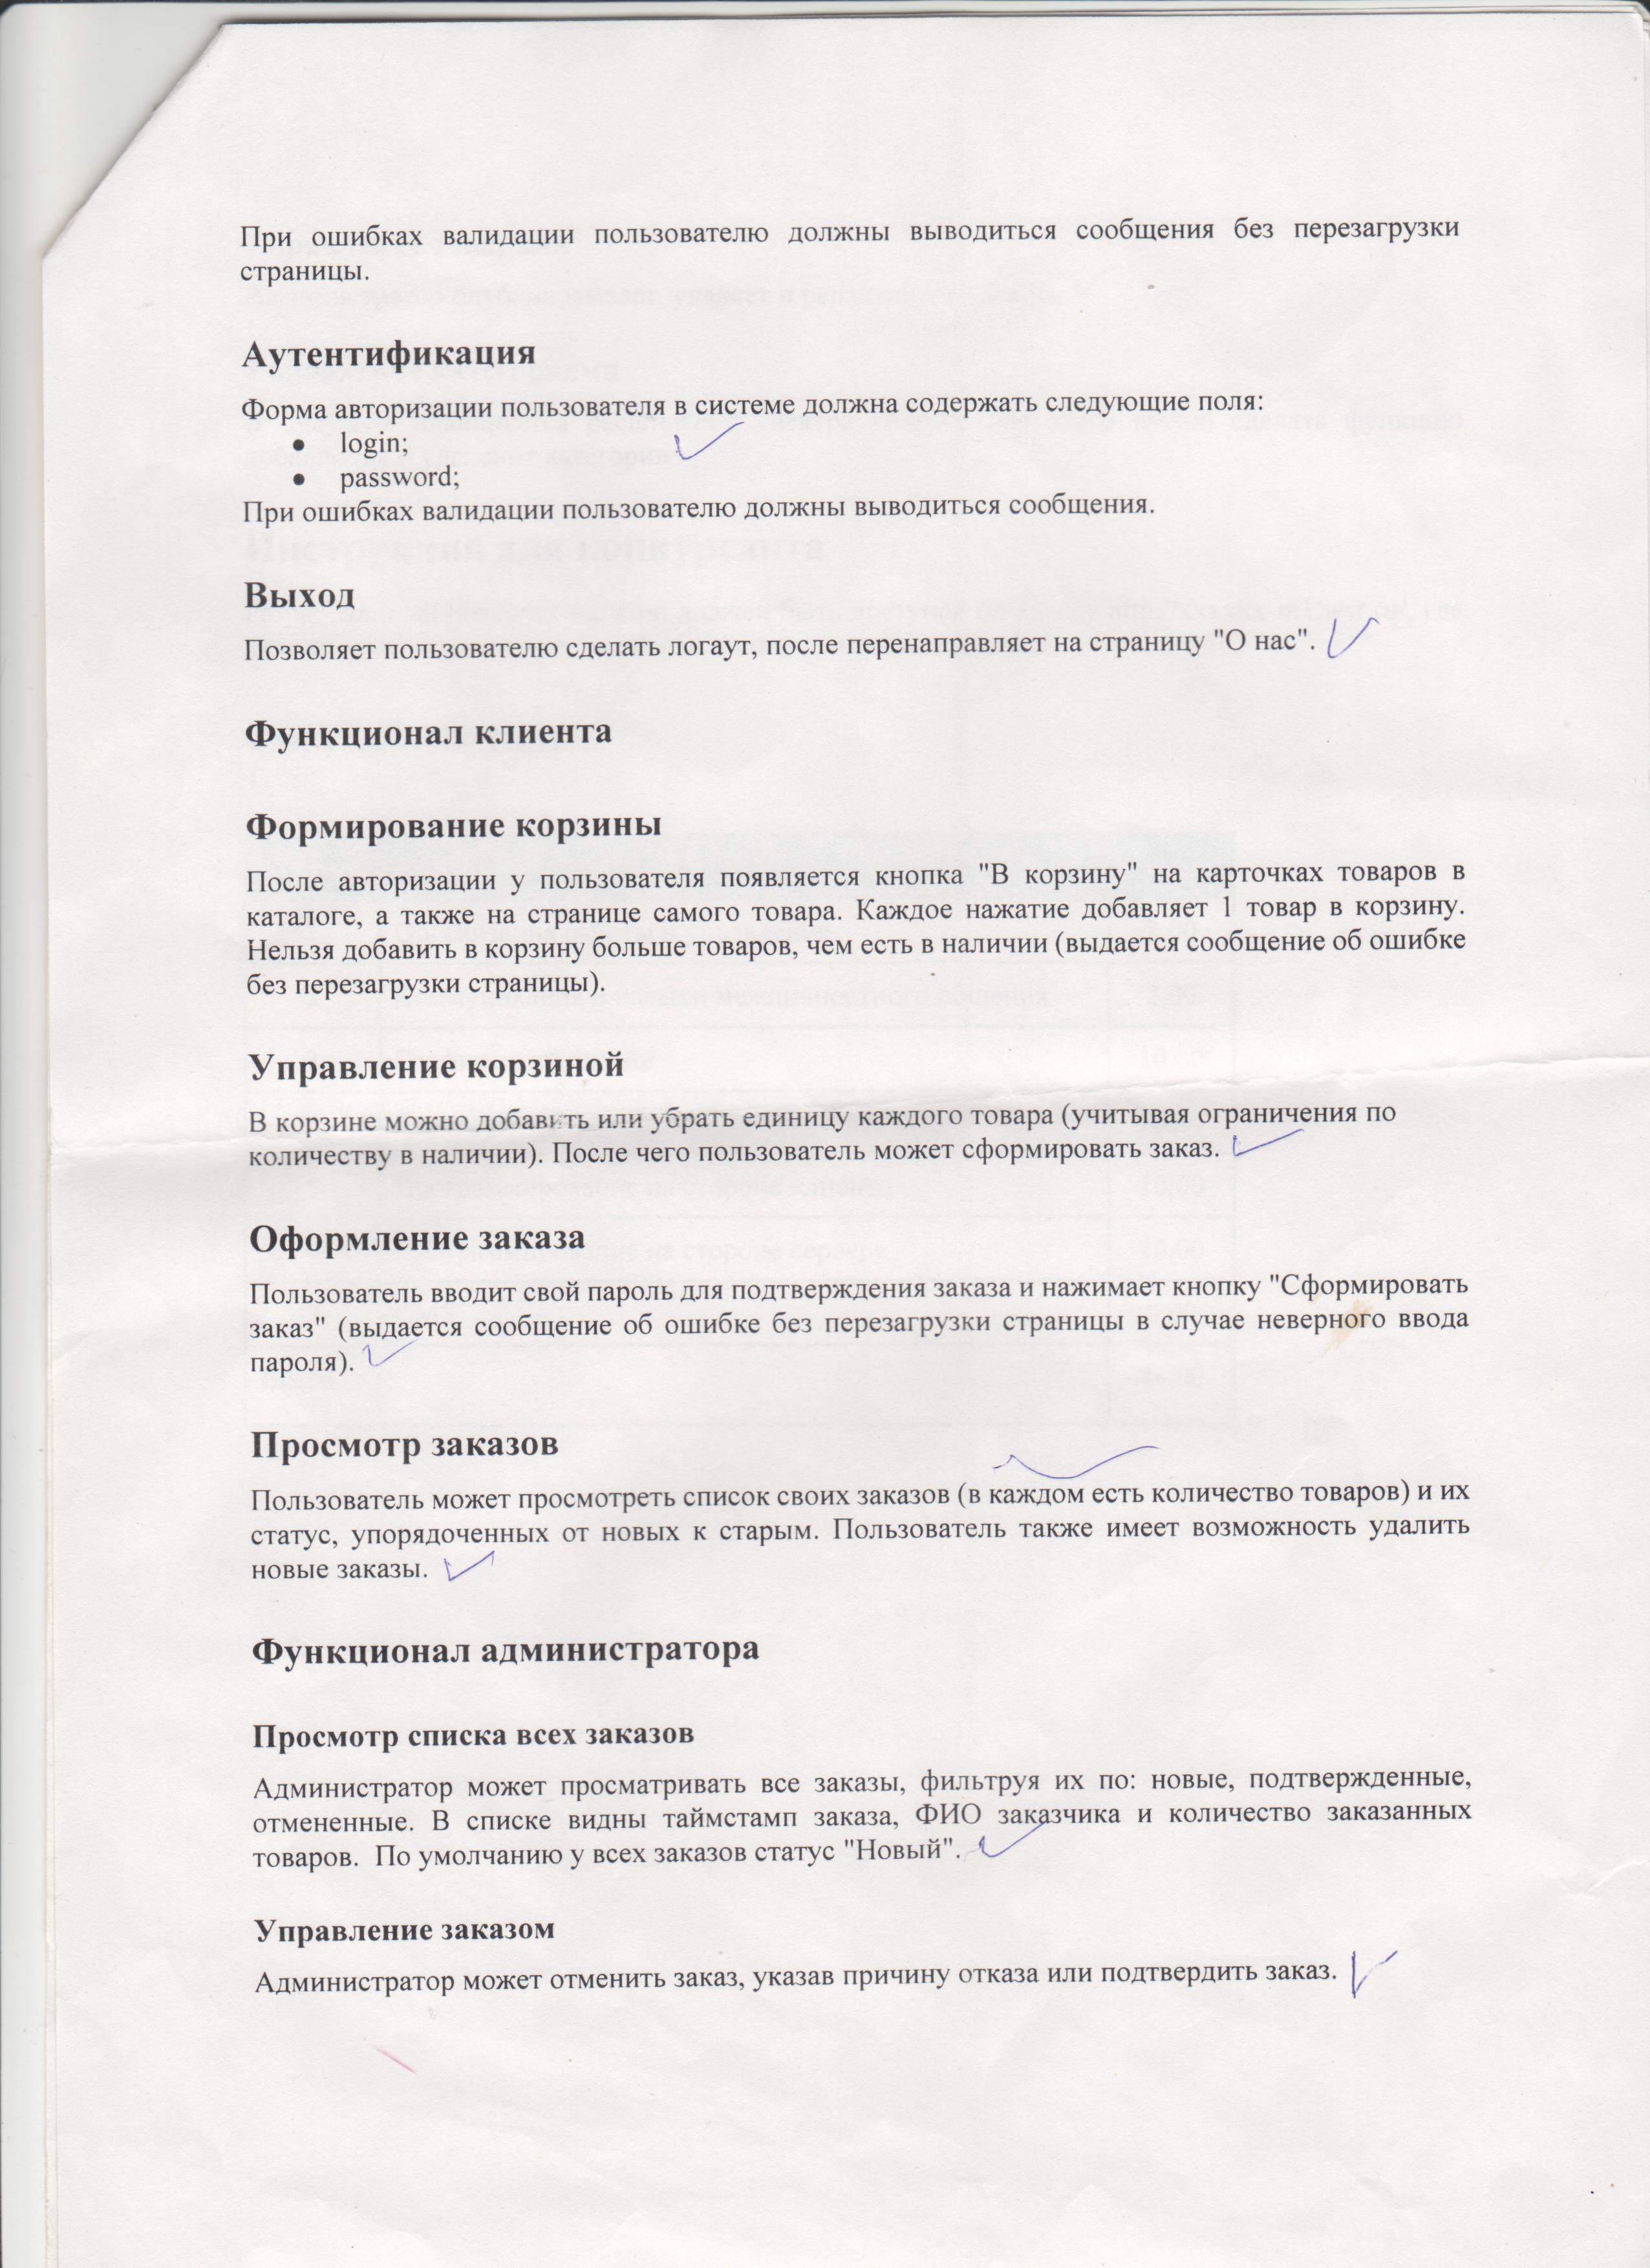 При ошибках валидации пользователю должны выводиться сообщения без перезагрузки
страницы.
Аутентификация
Форма авторизации пользователя в системе должна содержать следующие поля:
● login;
● password;
При ошибках валидации пользователю должны выводиться сообщения.
Выход
Позволяет пользователю сделать логаут, после перенаправляет на страницу "О нас".
Функционал клиента
Формирование корзины
После авторизации у пользователя появляется кнопка "В корзину" на карточках товаров в
каталоге, а также на странице самого товара. Каждое нажатие добавляет 1 товар в корзину.
Нельзя добавить в корзину больше товаров, чем есть в наличии (выдается сообщение об ошибке
без перезагрузки страницы).
Управление корзиной
В корзине можно добавить или убрать единицу каждого товара (учитывая ограничения по
количеству в наличии). После чего пользователь может сформировать заказ.
Оформление заказа
Пользователь вводит свой пароль для подтверждения заказа и нажимает кнопку "Сформировать
заказ" (выдается сообщение об ошибке без перезагрузки страницы в случае неверного ввода
пароля).
Просмотр заказов
Пользователь может просмотреть список своих заказов (в каждом есть количество товаров) и их
статус, упорядоченных от новых к старым. Пользователь также имеет возможность удалить
новые заказы.
Функционал администратора
Просмотр списка всех заказов
Администратор может просматривать все заказы, фильтруя их по: новые, подтвержденные,
отмененные. В списке видны таймстамп заказа, ФИО заказчика и количество заказанных
товаров. По умолчанию у всех заказов статус "Новый".
Управление заказом
Администратор может отменить заказ, указав причину отказа или подтвердить заказ.